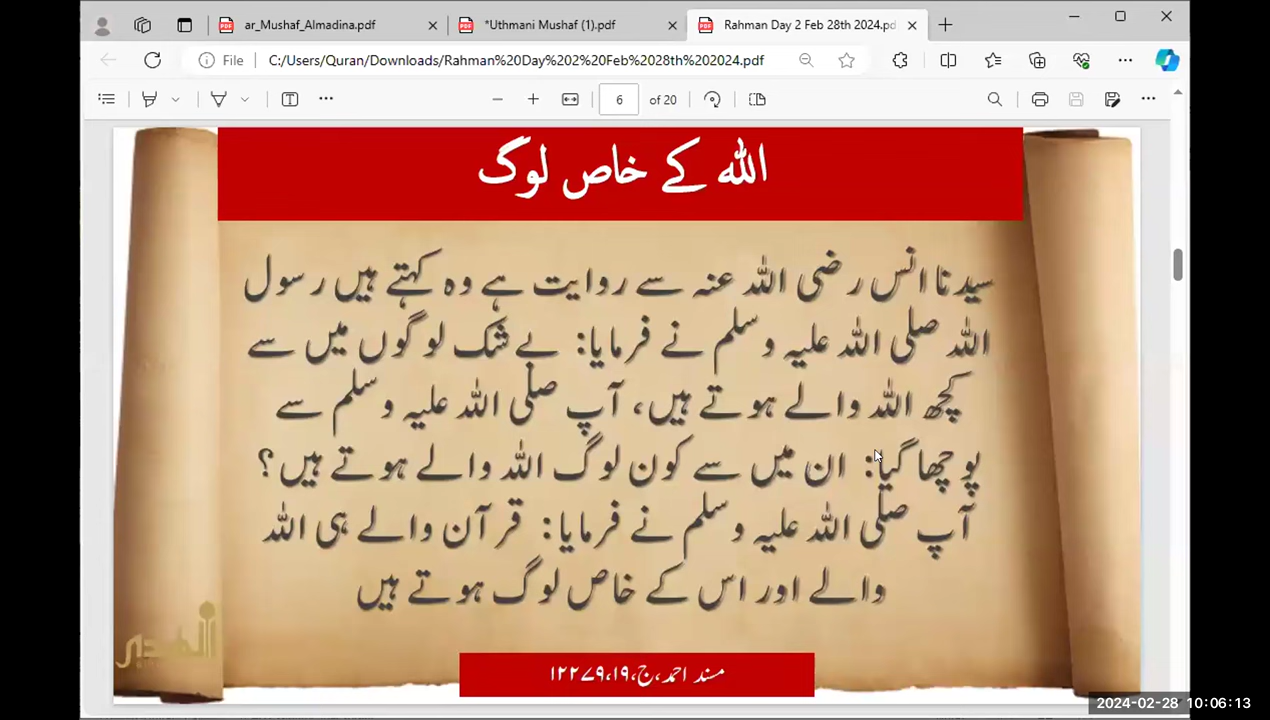 ar_Mushaf_Almadina.pdf
*Uthmani Mushaf (1).pdf
Rahman Day 2 Feb 28th 2024.pd
File
C:/Users/Quran/Downloads/Rahman%20Day%202%20Feb%2028th%202024.pdf
6 of 20
اللہ کے خاص لوگ
سیدنا انس رضی اللہ عنہ سے روایت ہے وہ کہتے ہیں رسول
اللہ صلی اللہ علیہ وسلم نے فرمایا: بے شک لوگوں میں سے
کچھ اللہ والے ہوتے ہیں، آپ صلی اللہ علیہ وسلم سے
پوچھا گیا: ان میں سے کون لوگ اللہ والے ہوتے ہیں؟
آپ صلی اللہ علیہ وسلم نے فرمایا: قرآن والے ہی اللہ
والے اور اس کے خاص لوگ ہوتے ہیں
مسند احمد،ج،۱۹،۱۲۲۷۹
2024-02-28 10:06:13